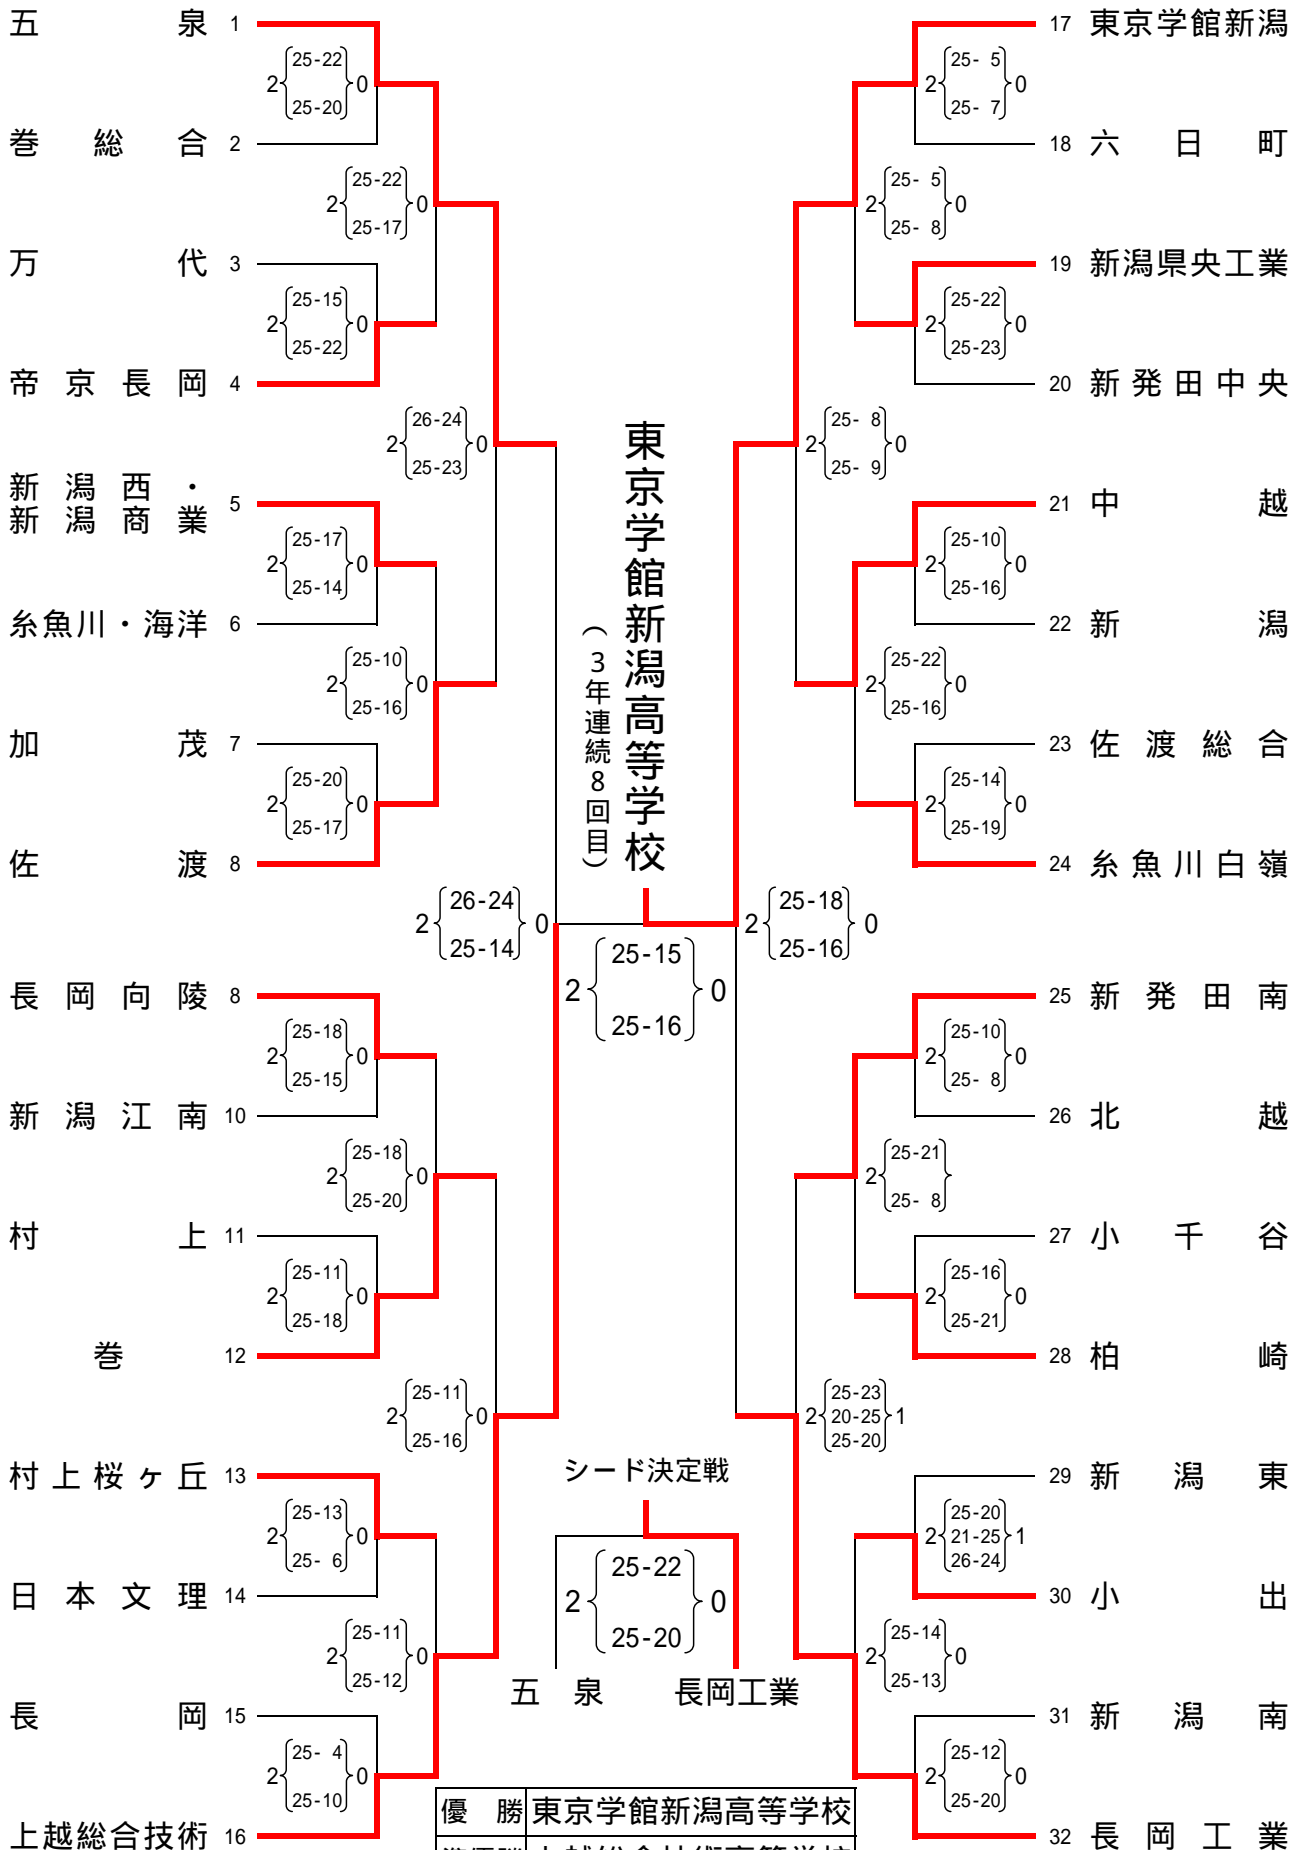 五泉 1
2 25-22 0
25-20
巻総合 2
2 25-22 0
25-17
万代 3
2 25-15 0
25-22
帝京長岡 4
2 26-24 0
25-23
新潟西・
新潟商業 5
2 25-17 0
25-14
糸魚川・海洋 6
2 25-10 0
25-16
加茂 7
2 25-20 0
25-17
佐渡 8
2 26-24 0
25-14
長岡向陵 8
2 25-18 0
25-15
新潟江南 10
2 25-18 0
25-20
村上 11
2 25-11 0
25-18
巻 12
2 25-11 0
25-16
村上桜ヶ丘 13
2 25-13 0
25- 6
日本文理 14
2 25-11 0
25-12
長岡 15
2 25- 4 0
25-10
上越総合技術 16
東京学館新潟高等学校
(3年連続8回目)
2 25-15 0
25-16
シード決定戦
2 25-22 0
25-20
五泉 長岡工業
優勝 東京学館新潟高等学校
17 東京学館新潟
2 25- 5 0
25- 7
18 六日町
2 25- 5 0
25- 8
19 新潟県央工業
2 25-22 0
25-23
20 新発田中央
2 25- 8 0
25- 9
21 中越
2 25-10 0
25-16
22 新潟
2 25-22 0
25-16
23 佐渡総合
2 25-14 0
25-19
24 糸魚川白嶺
2 25-18 0
25-16
25 新発田南
2 25-10 0
25- 8
26 北越
2 25-21
25- 8
27 小千谷
2 25-16 0
25-21
28 柏崎
25-23
2 20-25 1
25-20
29 新潟東
25-20
2 21-25 1
26-24
30 小出
2 25-14 0
25-13
31 新潟南
2 25-12 0
25-20
32 長岡工業